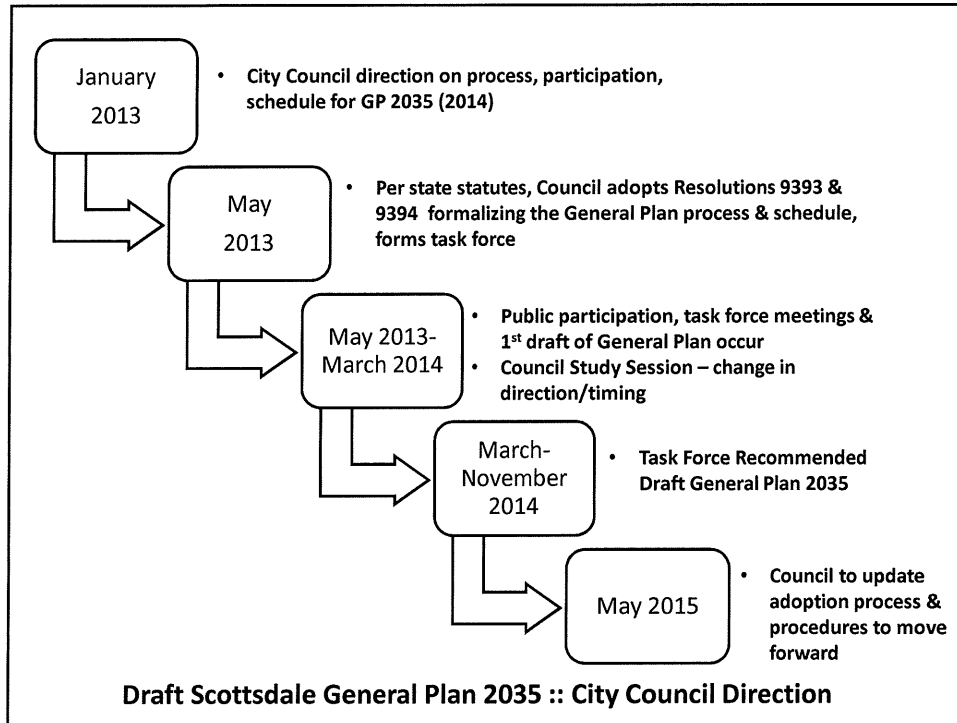 January
2013
• City Council direction on process, participation,
schedule for GP 2035 (2014)
May
2013
• Per state statutes, Council adopts Resolutions 9393 &
9394 formalizing the General Plan process & schedule,
forms task force
May 2013-
March 2014
• Public participation, task force meetings &
1st draft of General Plan occur
• Council Study Session – change in
direction/timing
March-
November
2014
• Task Force Recommended
Draft General Plan 2035
May 2015
• Council to update
adoption process &
procedures to move
forward
Draft Scottsdale General Plan 2035 :: City Council Direction